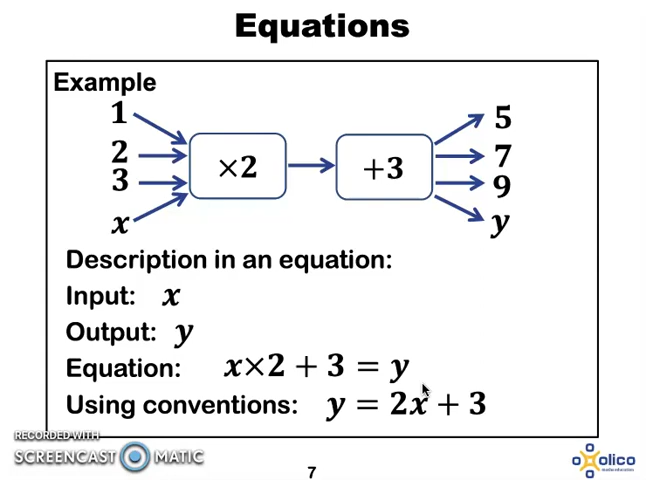 Equations
Example
1 5
2 7
3 ×2 +3 9
x y
Description in an equation:
Input: x
Output: y
Equation: x×2 + 3 = y
Using conventions: y = 2x + 3
RECORDED WITH
SCREENCAST MATIC
olico
7